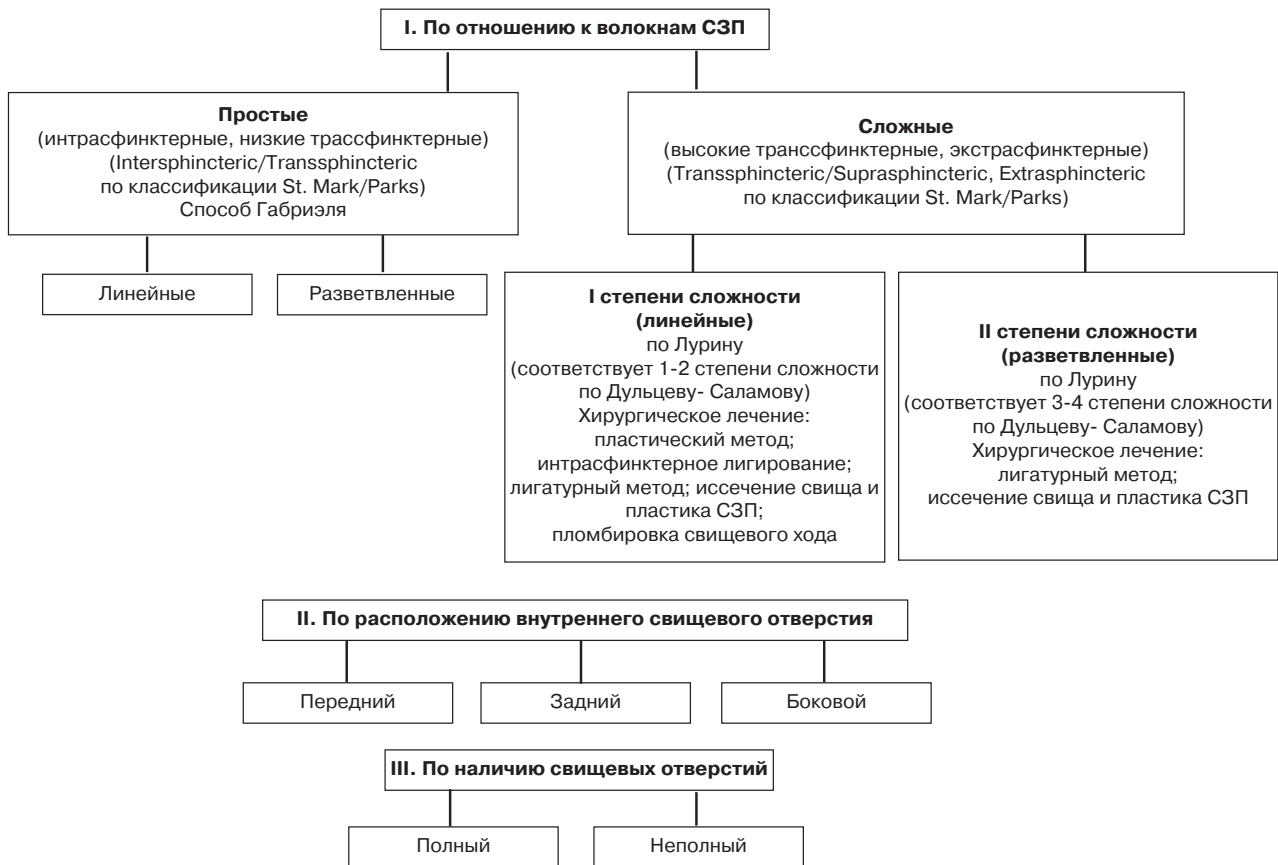 I. По отношению к волокнам СЗП
Простые
(интрасфинктерные, низкие трассфинктерные)
(Intersphincteric/Transsphincteric
по классификации St. Mark/Parks)
Способ Габриэля
Сложные
(высокие транссфинктерные, экстрасфинктерные)
(Transsphincteric/Suprasphincteric, Extrasphincteric
по классификации St. Mark/Parks)
Линейные
Разветвленные
I степени сложности
(линейные)
по Лурину
(соответствует 1-2 степени сложности
по Дульцеву- Саламову)
Хирургическое лечение:
пластический метод;
интрасфинктерное лигирование;
лигатурный метод; иссечение свища и
пластика СЗП;
пломбировка свищевого хода
II степени сложности
(разветвленные)
по Лурину
(соответствует 3-4 степени сложности
по Дульцеву- Саламову)
Хирургическое лечение:
лигатурный метод;
иссечение свища и пластика СЗП
II. По расположению внутреннего свищевого отверстия
Передний
Задний
Боковой
III. По наличию свищевых отверстий
Полный
Неполный